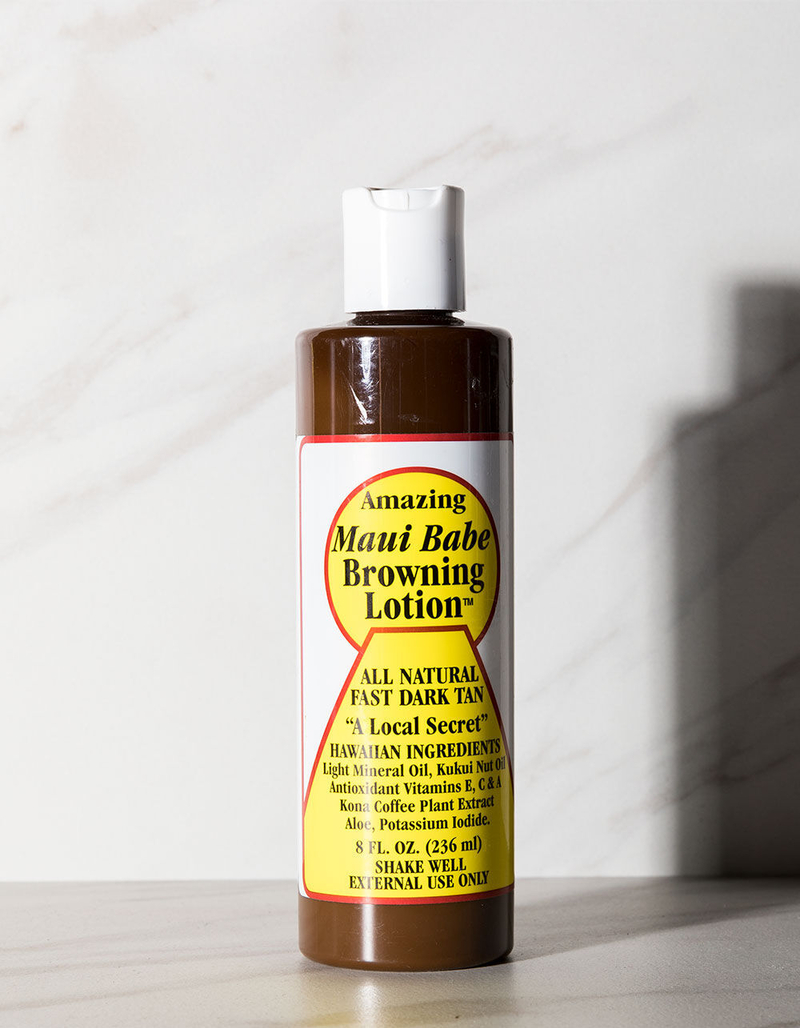 Amazing
Maui Babe
Browning
Lotion™
ALL NATURAL
FAST DARK TAN
“A Local Secret”
HAWAIIAN INGREDIENTS
Light Mineral Oil, Kukui Nut Oil
Antioxidant Vitamins E, C & A
Kona Coffee Plant Extract
Aloe, Potassium Iodide.
8 FL. OZ. (236 ml)
SHAKE WELL
EXTERNAL USE ONLY